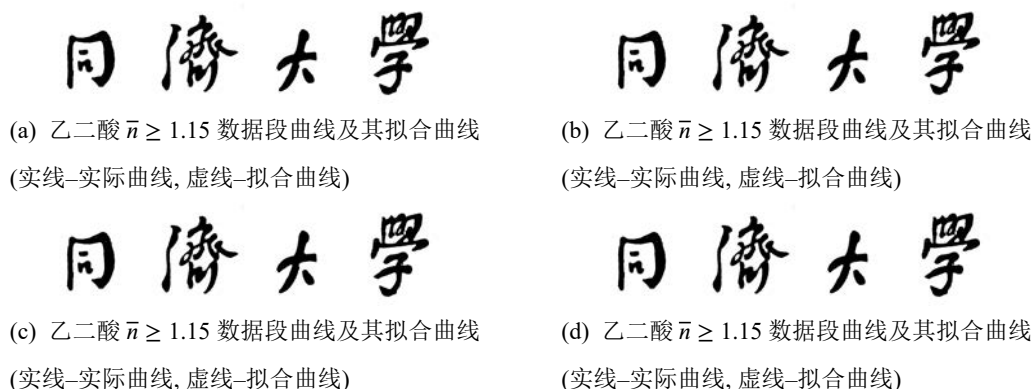 同濟大學
同濟大學
(a) 乙二酸 n̅ ≥ 1.15 数据段曲线及其拟合曲线
(实线–实际曲线, 虚线–拟合曲线)
(b) 乙二酸 n̅ ≥ 1.15 数据段曲线及其拟合曲线
(实线–实际曲线, 虚线–拟合曲线)
同濟大學
同濟大學
(c) 乙二酸 n̅ ≥ 1.15 数据段曲线及其拟合曲线
(实线–实际曲线, 虚线–拟合曲线)
(d) 乙二酸 n̅ ≥ 1.15 数据段曲线及其拟合曲线
(实线–实际曲线, 虚线–拟合曲线)